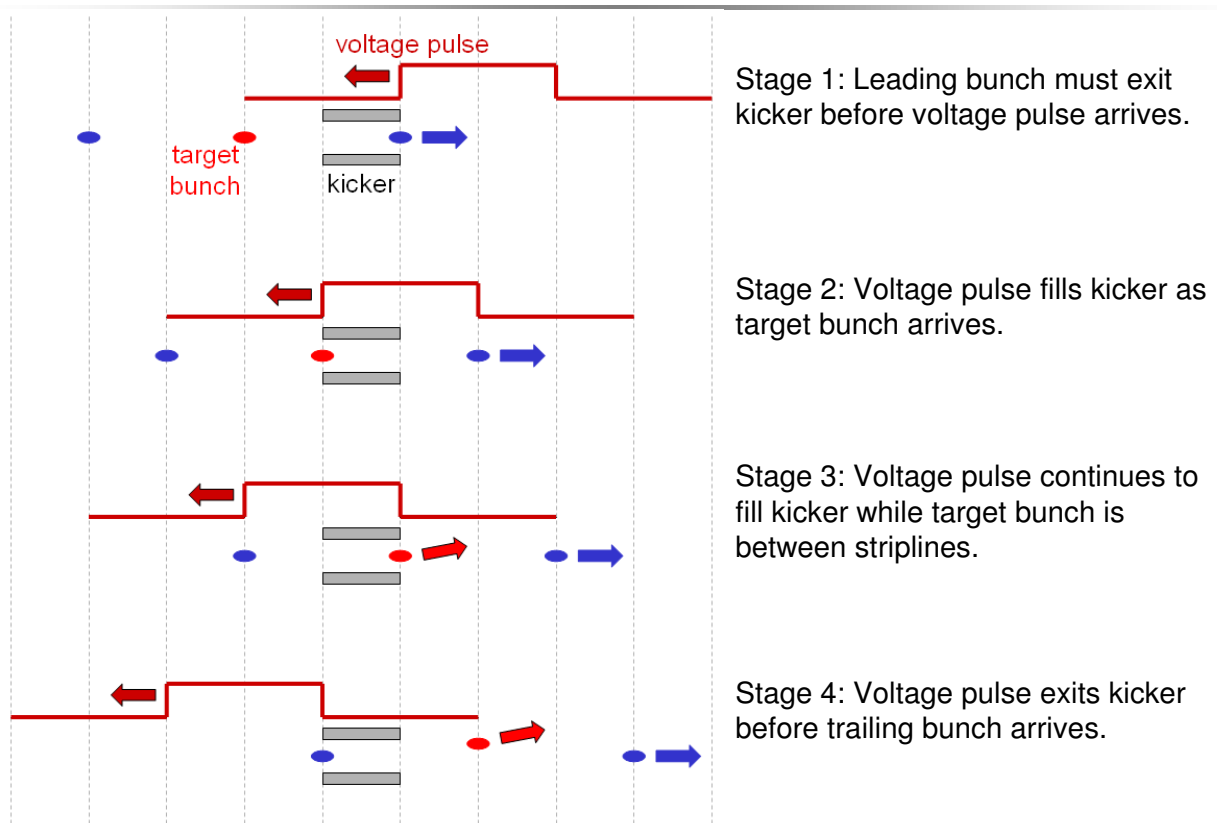 voltage pulse
target
bunch
kicker
Stage 1: Leading bunch must exit
kicker before voltage pulse arrives.
Stage 2: Voltage pulse fills kicker as
target bunch arrives.
Stage 3: Voltage pulse continues to
fill kicker while target bunch is
between striplines.
Stage 4: Voltage pulse exits kicker
before trailing bunch arrives.